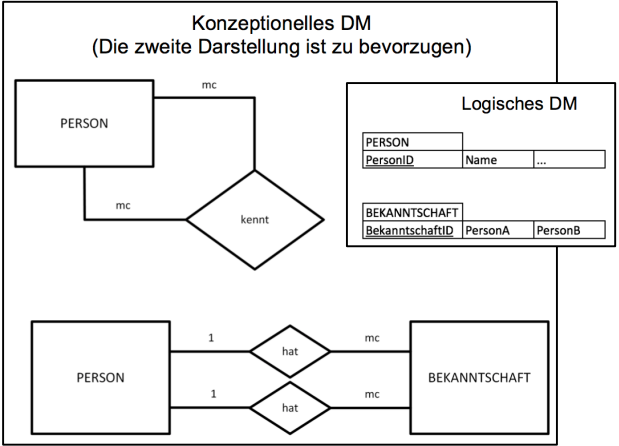 Konzeptionelles DM
(Die zweite Darstellung ist zu bevorzugen)
mc
PERSON
mc
kennt
Logisches DM
PERSON
PersonID Name ...
BEKANNTSCHAFT
BekanntschaftID PersonA PersonB
1 hat mc
PERSON
BEKANNTSCHAFT
1 hat mc